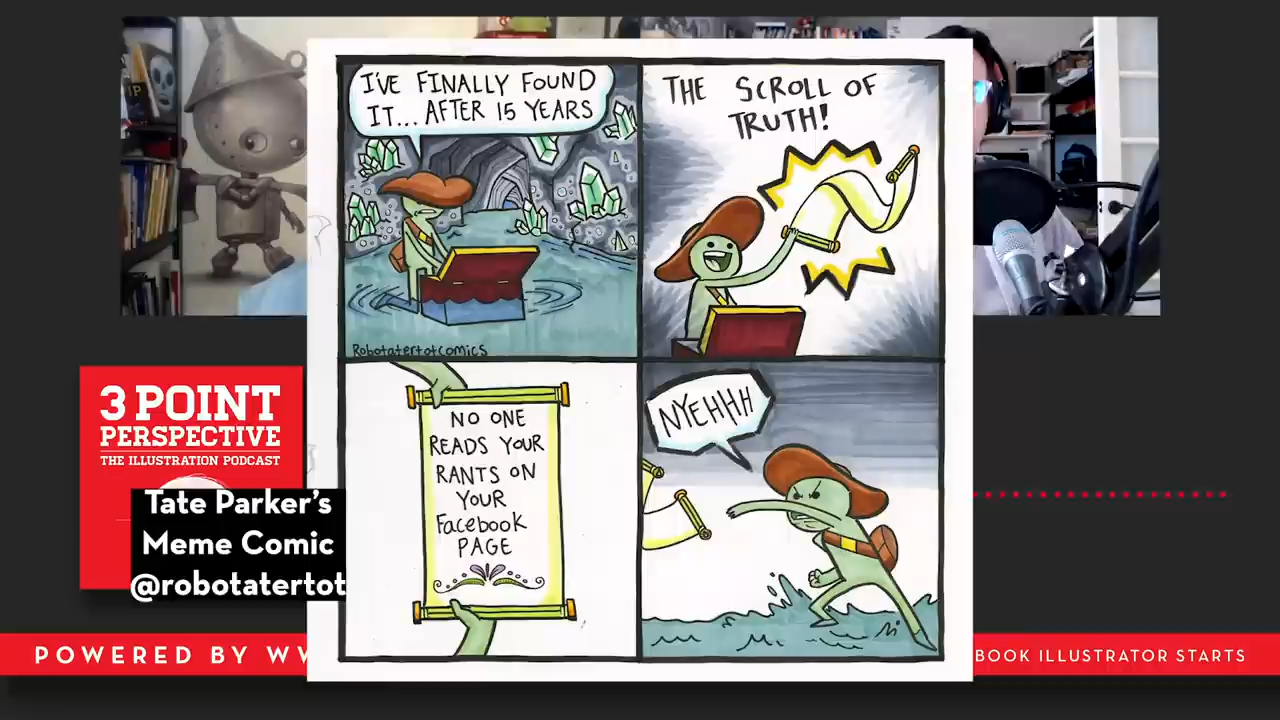 I'VE FINALLY FOUND
IT... AFTER 15 YEARS
Robotatertotcomics
THE SCROLL OF
TRUTH!
NO ONE
READS YOUR
RANTS ON
YOUR
Facebook
PAGE
NYEHHH
3 POINT
PERSPECTIVE
THE ILLUSTRATION PODCAST
Tate Parker's
Meme Comic
@robotatertot
POWERED BY
BOOK ILLUSTRATOR STARTS